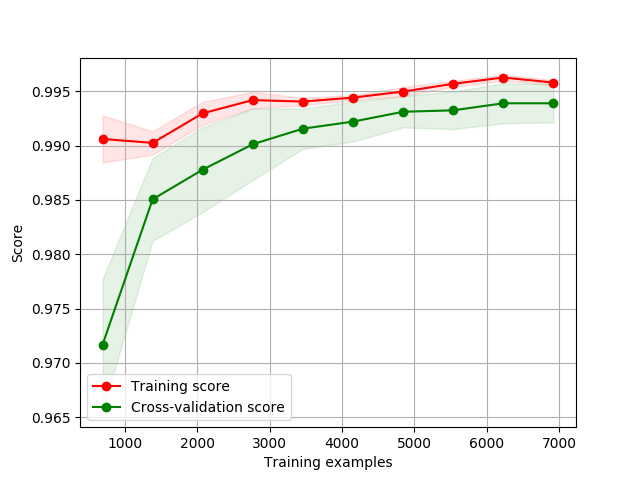 0.995
0.990
0.985
0.980
0.975
0.970
0.965
Score
Training score
Cross-validation score
1000 2000 3000 4000 5000 6000 7000
Training examples